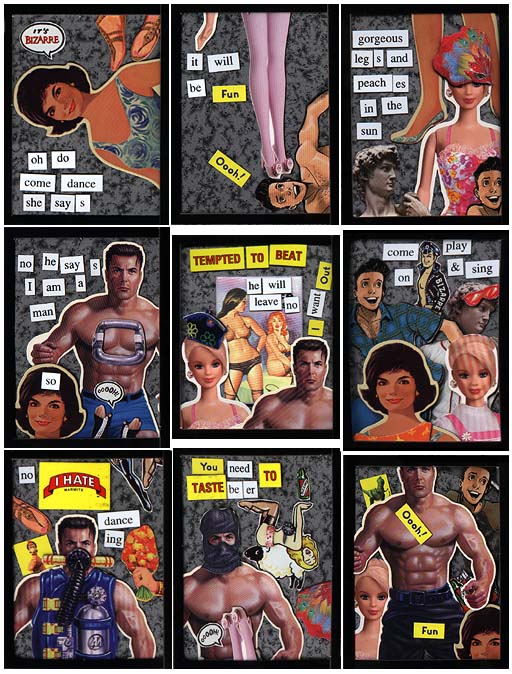 IT'S
BIZARRE
oh do
come dance
she say s
it will
be Fun
Oooh!
gorgeous
leg s and
peach es
in the
sun
no he say s
I am a
man
so
OOOH!
TEMPTED TO BEAT
he will
leave no
I want Out
come play
on & sing
BIZARRE
no
I HATE
MARMITE
dance
ing
You need TO
TASTE be er
OOOH!
Oooh!
Fun